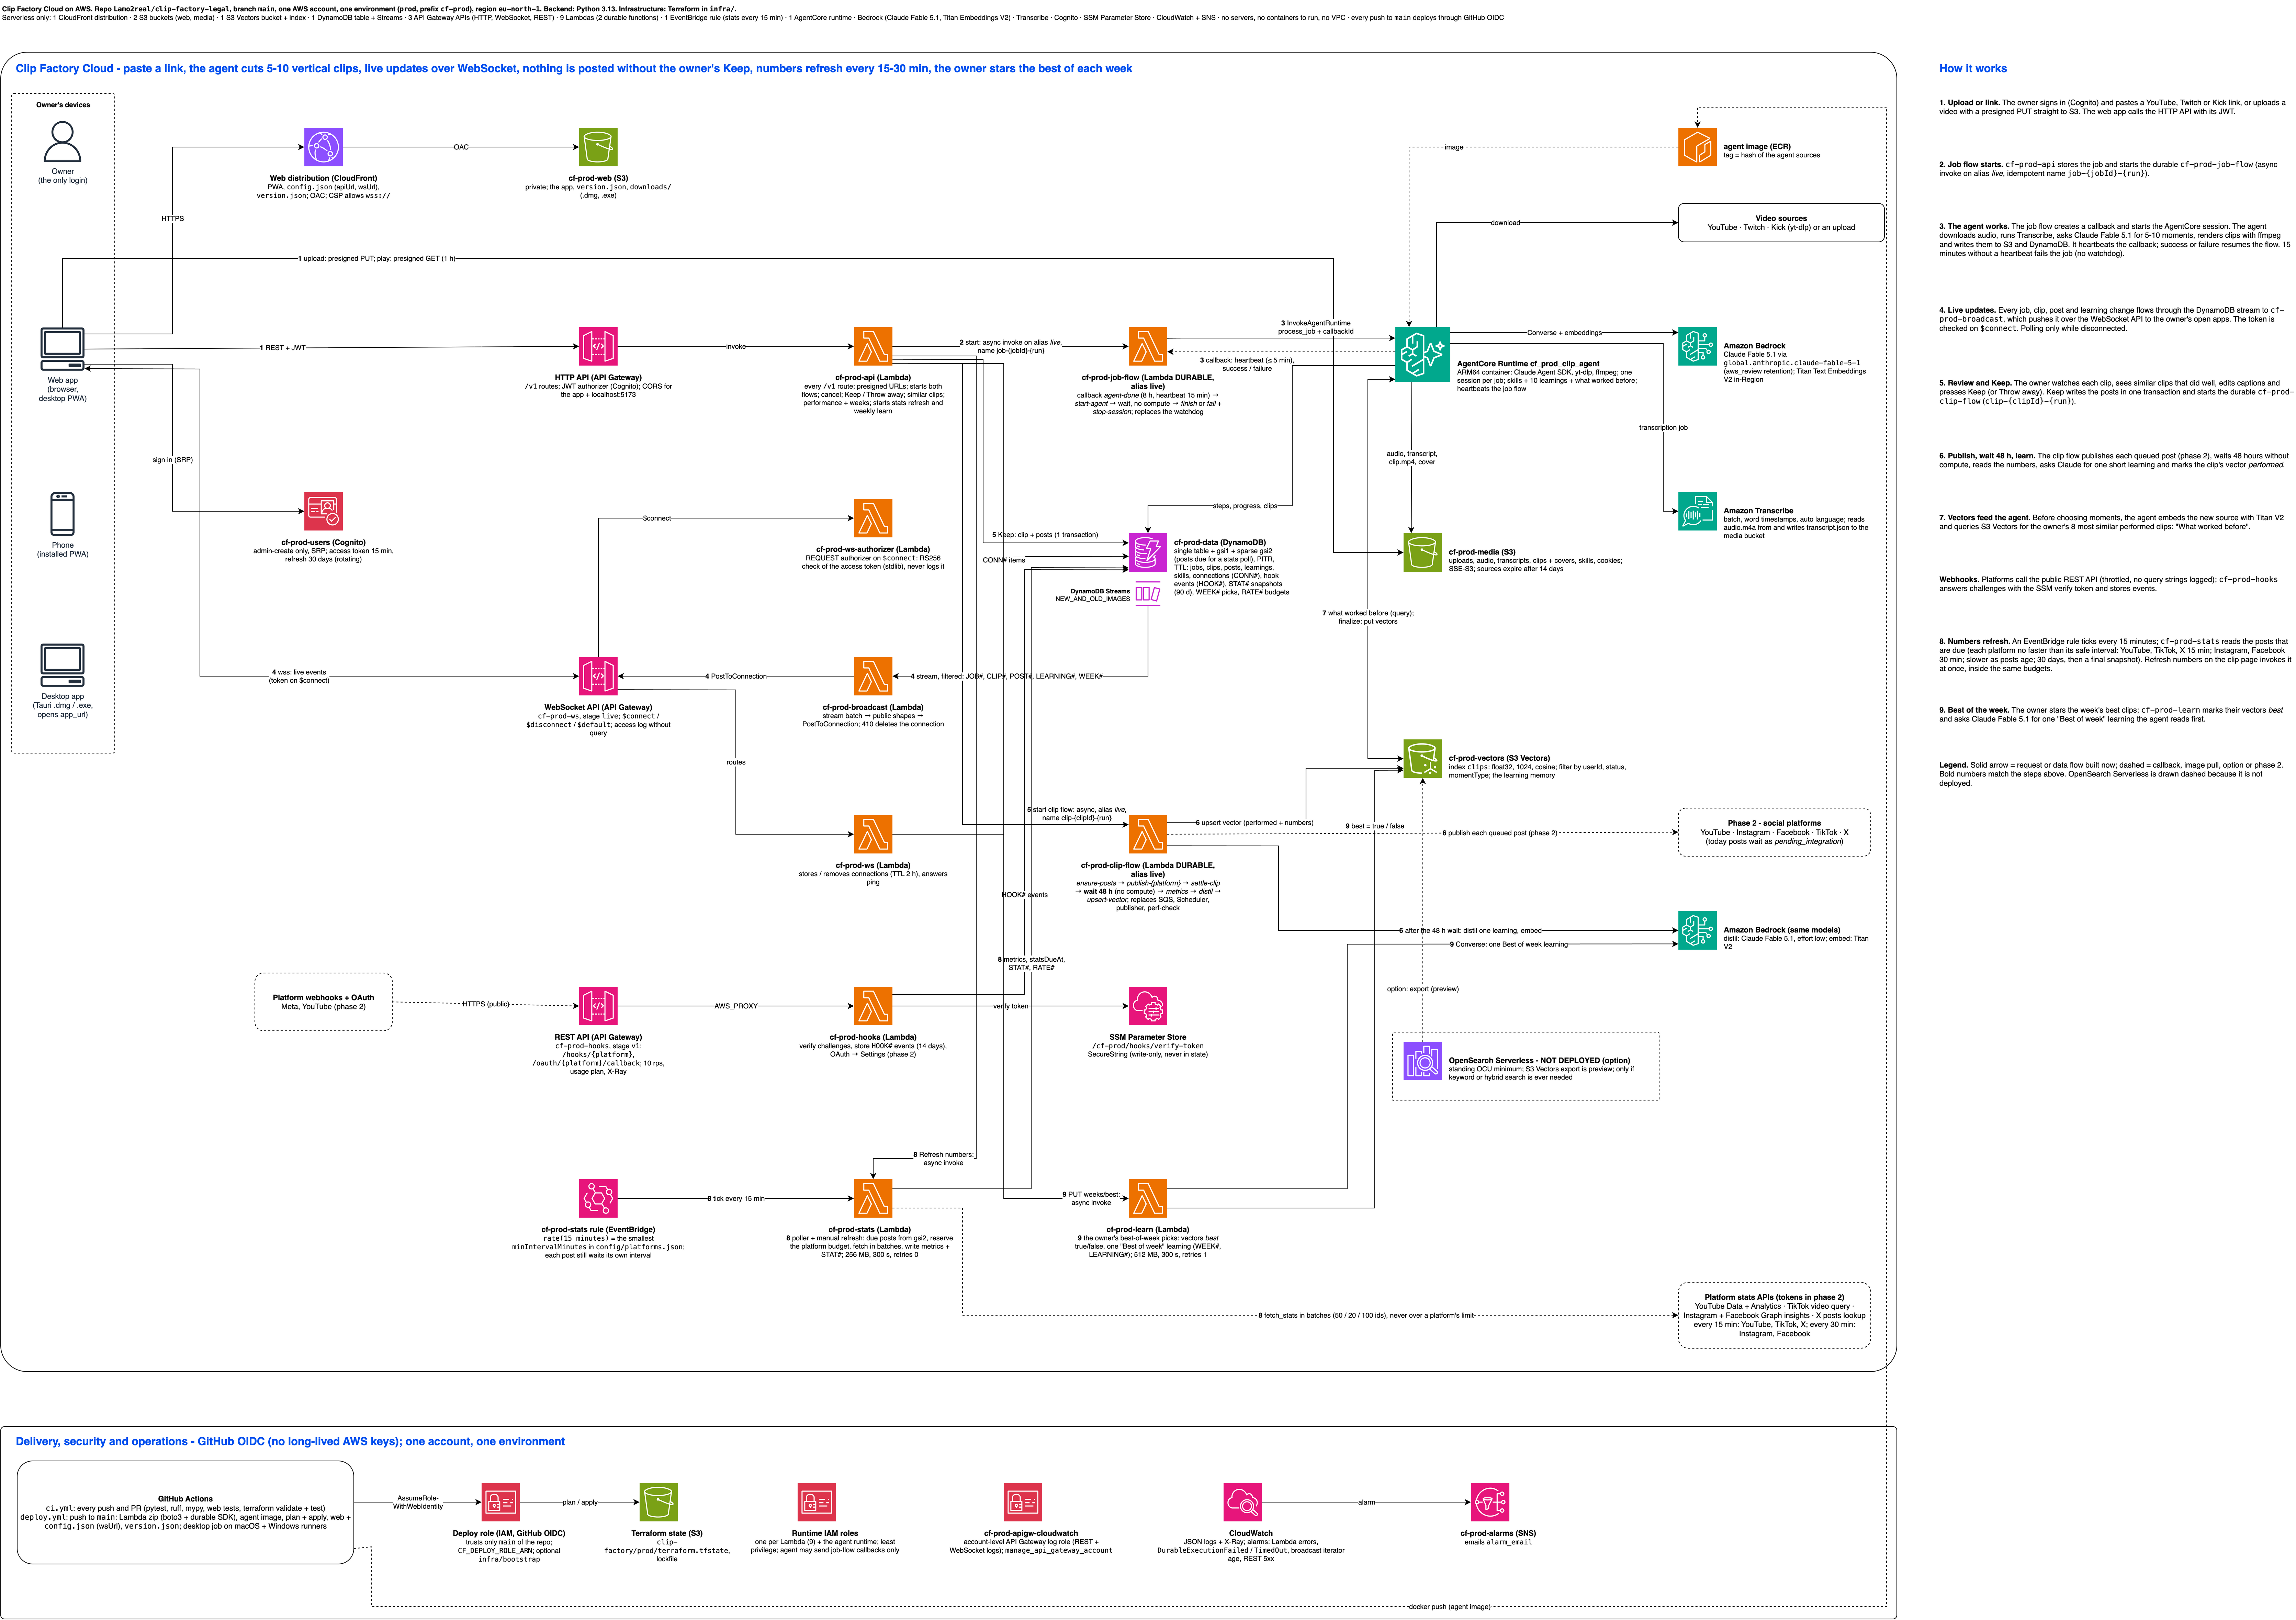 Clip Factory Cloud on AWS. Repo Lamo2real/clip-factory-legal, branch main, one AWS account, one environment (prod, prefix cf-prod), region eu-north-1. Backend: Python 3.13. Infrastructure: Terraform in infra/.
Serverless only: 1 CloudFront distribution · 2 S3 buckets (web, media) · 1 S3 Vectors bucket + index · 1 DynamoDB table + Streams · 3 API Gateway APIs (HTTP, WebSocket, REST) · 9 Lambdas (2 durable functions) · 1 EventBridge rule (stats every 15 min) · 1 AgentCore runtime · Bedrock (Claude Fable 5.1, Titan Embeddings V2) · Transcribe · Cognito · SSM Parameter Store · CloudWatch + SNS · no servers, no containers to run, no VPC · every push to main deploys through GitHub OIDC
Clip Factory Cloud - paste a link, the agent cuts 5-10 vertical clips, live updates over WebSocket, nothing is posted without the owner's Keep, numbers refresh every 15-30 min, the owner stars the best of each week
Owner's devices
Owner
(the only login)
Web app
(browser,
desktop PWA)
Phone
(installed PWA)
Desktop app
(Tauri .dmg / .exe,
opens app_url)
HTTPS
Web distribution (CloudFront)
PWA, config.json (apiUrl, wsUrl),
version.json; OAC; CSP allows wss://
OAC
cf-prod-web (S3)
private; the app, version.json, downloads/
(.dmg, .exe)
image
agent image (ECR)
tag = hash of the agent sources
download
Video sources
YouTube · Twitch · Kick (yt-dlp) or an upload
1 upload: presigned PUT; play: presigned GET (1 h)
1 REST + JWT
HTTP API (API Gateway)
/v1 routes; JWT authorizer (Cognito); CORS for
the app + localhost:5173
invoke
cf-prod-api (Lambda)
every /v1 route; presigned URLs; starts both
flows; cancel; Keep / Throw away; similar clips;
performance + weeks; starts stats refresh and
weekly learn
2 start: async invoke on alias live,
name job-{jobId}-{run}
cf-prod-job-flow (Lambda DURABLE,
alias live)
callback agent-done (8 h, heartbeat 15 min) →
start-agent → wait, no compute → finish or fail +
stop-session; replaces the watchdog
3 InvokeAgentRuntime
process_job + callbackId
3 callback: heartbeat (≤ 5 min),
success / failure
AgentCore Runtime cf_prod_clip_agent
ARM64 container: Claude Agent SDK, yt-dlp, ffmpeg; one
session per job; skills + 10 learnings + what worked before;
heartbeats the job flow
Converse + embeddings
Amazon Bedrock
Claude Fable 5.1 via
global.anthropic.claude-fable-5-1
(aws_review retention); Titan Text Embeddings
V2 in-Region
transcription job
audio, transcript,
clip.mp4, cover
sign in (SRP)
cf-prod-users (Cognito)
admin-create only, SRP; access token 15 min,
refresh 30 days (rotating)
$connect
cf-prod-ws-authorizer (Lambda)
REQUEST authorizer on $connect: RS256
check of the access token (stdlib), never logs it
steps, progress, clips
5 Keep: clip + posts (1 transaction)
CONN# items
cf-prod-data (DynamoDB)
single table + gsi1 + sparse gsi2
(posts due for a stats poll), PITR,
TTL: jobs, clips, posts, learnings,
skills, connections (CONN#), hook
events (HOOK#), STAT# snapshots
(90 d), WEEK# picks, RATE# budgets
DynamoDB Streams
NEW_AND_OLD_IMAGES
cf-prod-media (S3)
uploads, audio, transcripts, clips + covers, skills, cookies;
SSE-S3; sources expire after 14 days
Amazon Transcribe
batch, word timestamps, auto language; reads
audio.m4a from and writes transcript.json to the
media bucket
7 what worked before (query);
finalize: put vectors
4 wss: live events
(token on $connect)
WebSocket API (API Gateway)
cf-prod-ws, stage live; $connect /
$disconnect / $default; access log without
query
4 PostToConnection
cf-prod-broadcast (Lambda)
stream batch → public shapes →
PostToConnection; 410 deletes the connection
4 stream, filtered: JOB#, CLIP#, POST#, LEARNING#, WEEK#
routes
cf-prod-vectors (S3 Vectors)
index clips: float32, 1024, cosine; filter by userId, status,
momentType; the learning memory
cf-prod-ws (Lambda)
stores / removes connections (TTL 2 h), answers
ping
5 start clip flow: async, alias live,
name clip-{clipId}-{run}
cf-prod-clip-flow (Lambda DURABLE,
alias live)
ensure-posts → publish-{platform} → settle-clip
→ wait 48 h (no compute) → metrics → distil →
upsert-vector; replaces SQS, Scheduler,
publisher, perf-check
6 upsert vector (performed + numbers)
9 best = true / false
6 publish each queued post (phase 2)
Phase 2 - social platforms
YouTube · Instagram · Facebook · TikTok · X
(today posts wait as pending_integration)
HOOK# events
6 after the 48 h wait: distil one learning, embed
9 Converse: one Best of week learning
Amazon Bedrock (same models)
distil: Claude Fable 5.1, effort low; embed: Titan
V2
8 metrics, statsDueAt,
STAT#, RATE#
Platform webhooks + OAuth
Meta, YouTube (phase 2)
HTTPS (public)
REST API (API Gateway)
cf-prod-hooks, stage v1:
/hooks/{platform},
/oauth/{platform}/callback; 10 rps,
usage plan, X-Ray
AWS_PROXY
cf-prod-hooks (Lambda)
verify challenges, store HOOK# events (14 days),
OAuth → Settings (phase 2)
verify token
SSM Parameter Store
/cf-prod/hooks/verify-token
SecureString (write-only, never in state)
option: export (preview)
OpenSearch Serverless - NOT DEPLOYED (option)
standing OCU minimum; S3 Vectors export is preview; only if
keyword or hybrid search is ever needed
8 Refresh numbers:
async invoke
cf-prod-stats rule (EventBridge)
rate(15 minutes) = the smallest
minIntervalMinutes in config/platforms.json;
each post still waits its own interval
8 tick every 15 min
cf-prod-stats (Lambda)
8 poller + manual refresh: due posts from gsi2, reserve
the platform budget, fetch in batches, write metrics +
STAT#; 256 MB, 300 s, retries 0
9 PUT weeks/best:
async invoke
cf-prod-learn (Lambda)
9 the owner's best-of-week picks: vectors best
true/false, one "Best of week" learning (WEEK#,
LEARNING#); 512 MB, 300 s, retries 1
8 fetch_stats in batches (50 / 20 / 100 ids), never over a platform's limit
Platform stats APIs (tokens in phase 2)
YouTube Data + Analytics · TikTok video query ·
Instagram + Facebook Graph insights · X posts lookup
every 15 min: YouTube, TikTok, X; every 30 min:
Instagram, Facebook
How it works
1. Upload or link. The owner signs in (Cognito) and pastes a YouTube, Twitch or Kick link, or uploads a
video with a presigned PUT straight to S3. The web app calls the HTTP API with its JWT.
2. Job flow starts. cf-prod-api stores the job and starts the durable cf-prod-job-flow (async
invoke on alias live, idempotent name job-{jobId}-{run}).
3. The agent works. The job flow creates a callback and starts the AgentCore session. The agent
downloads audio, runs Transcribe, asks Claude Fable 5.1 for 5-10 moments, renders clips with ffmpeg
and writes them to S3 and DynamoDB. It heartbeats the callback; success or failure resumes the flow. 15
minutes without a heartbeat fails the job (no watchdog).
4. Live updates. Every job, clip, post and learning change flows through the DynamoDB stream to cf-
prod-broadcast, which pushes it over the WebSocket API to the owner's open apps. The token is
checked on $connect. Polling only while disconnected.
5. Review and Keep. The owner watches each clip, sees similar clips that did well, edits captions and
presses Keep (or Throw away). Keep writes the posts in one transaction and starts the durable cf-prod-
clip-flow (clip-{clipId}-{run}).
6. Publish, wait 48 h, learn. The clip flow publishes each queued post (phase 2), waits 48 hours without
compute, reads the numbers, asks Claude for one short learning and marks the clip's vector performed.
7. Vectors feed the agent. Before choosing moments, the agent embeds the new source with Titan V2
and queries S3 Vectors for the owner's 8 most similar performed clips: "What worked before".
Webhooks. Platforms call the public REST API (throttled, no query strings logged); cf-prod-hooks
answers challenges with the SSM verify token and stores events.
8. Numbers refresh. An EventBridge rule ticks every 15 minutes; cf-prod-stats reads the posts that
are due (each platform no faster than its safe interval: YouTube, TikTok, X 15 min; Instagram, Facebook
30 min; slower as posts age; 30 days, then a final snapshot). Refresh numbers on the clip page invokes it
at once, inside the same budgets.
9. Best of the week. The owner stars the week's best clips; cf-prod-learn marks their vectors best
and asks Claude Fable 5.1 for one "Best of week" learning the agent reads first.
Legend. Solid arrow = request or data flow built now; dashed = callback, image pull, option or phase 2.
Bold numbers match the steps above. OpenSearch Serverless is drawn dashed because it is not
deployed.
Delivery, security and operations - GitHub OIDC (no long-lived AWS keys); one account, one environment
GitHub Actions
ci.yml: every push and PR (pytest, ruff, mypy, web tests, terraform validate + test)
deploy.yml: push to main: Lambda zip (boto3 + durable SDK), agent image, plan + apply, web +
config.json (wsUrl), version.json; desktop job on macOS + Windows runners
AssumeRole-
WithWebIdentity
Deploy role (IAM, GitHub OIDC)
trusts only main of the repo;
CF_DEPLOY_ROLE_ARN; optional
infra/bootstrap
plan / apply
Terraform state (S3)
clip-
factory/prod/terraform.tfstate,
lockfile
Runtime IAM roles
one per Lambda (9) + the agent runtime; least
privilege; agent may send job-flow callbacks only
cf-prod-apigw-cloudwatch
account-level API Gateway log role (REST +
WebSocket logs); manage_api_gateway_account
CloudWatch
JSON logs + X-Ray; alarms: Lambda errors,
DurableExecutionFailed / TimedOut, broadcast iterator
age, REST 5xx
alarm
cf-prod-alarms (SNS)
emails alarm_email
docker push (agent image)